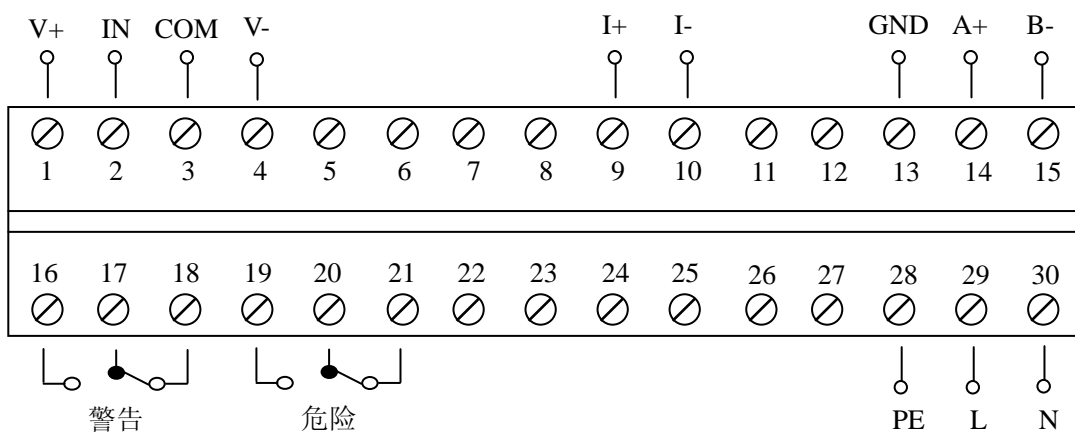 V+ IN COM V- I+ I- GND A+ B-
1 2 3 4 5 6 7 8 9 10 11 12 13 14 15
16 17 18 19 20 21 22 23 24 25 26 27 28 29 30
警告 危险 PE L N